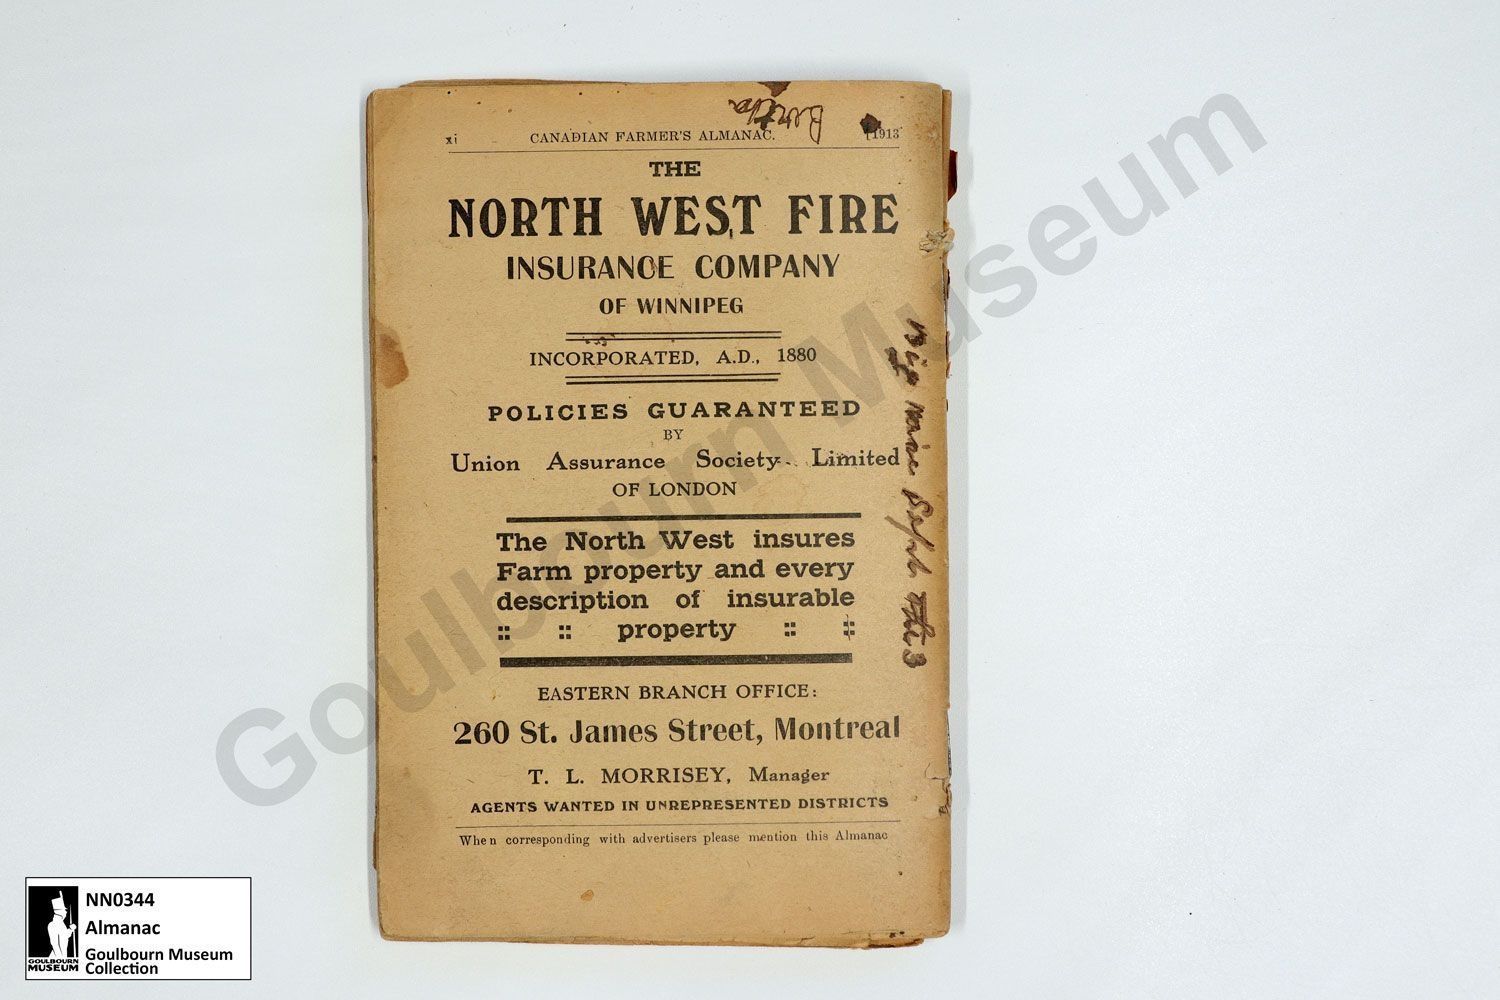 xi CANADIAN FARMER'S ALMANAC. [1913
THE
NORTH WEST FIRE
INSURANCE COMPANY
OF WINNIPEG
INCORPORATED, A.D., 1880
POLICIES GUARANTEED
BY
Union Assurance Society Limited
OF LONDON
The North West insures
Farm property and every
description of insurable
:: :: property :: ::
EASTERN BRANCH OFFICE:
260 St. James Street, Montreal
T. L. MORRISEY, Manager
AGENTS WANTED IN UNREPRESENTED DISTRICTS
When corresponding with advertisers please mention this Almanac
Goulbourn Museum
NN0344
Almanac
Goulbourn Museum
Collection
GOULBOURN
MUSEUM